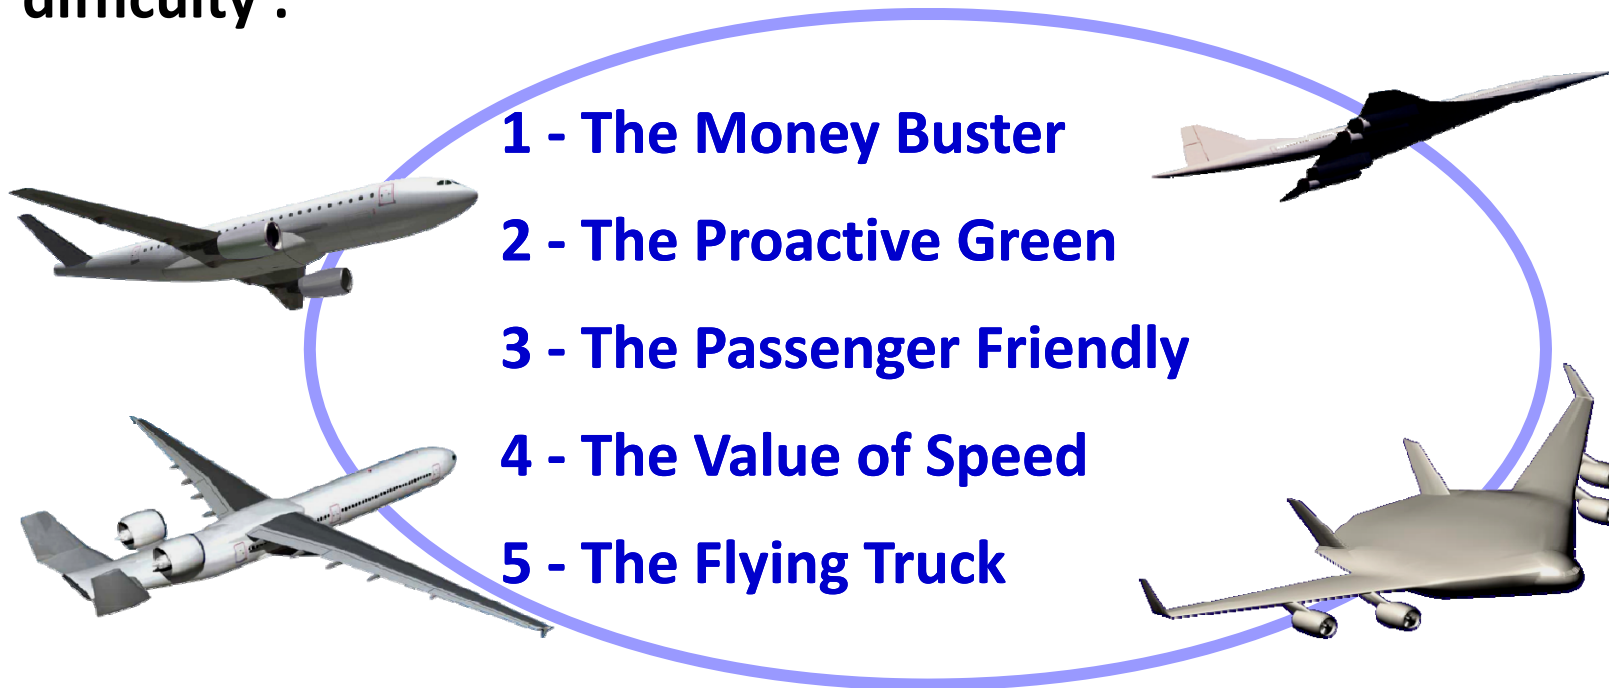 difficulty :
1 - The Money Buster
2 - The Proactive Green
3 - The Passenger Friendly
4 - The Value of Speed
5 - The Flying Truck